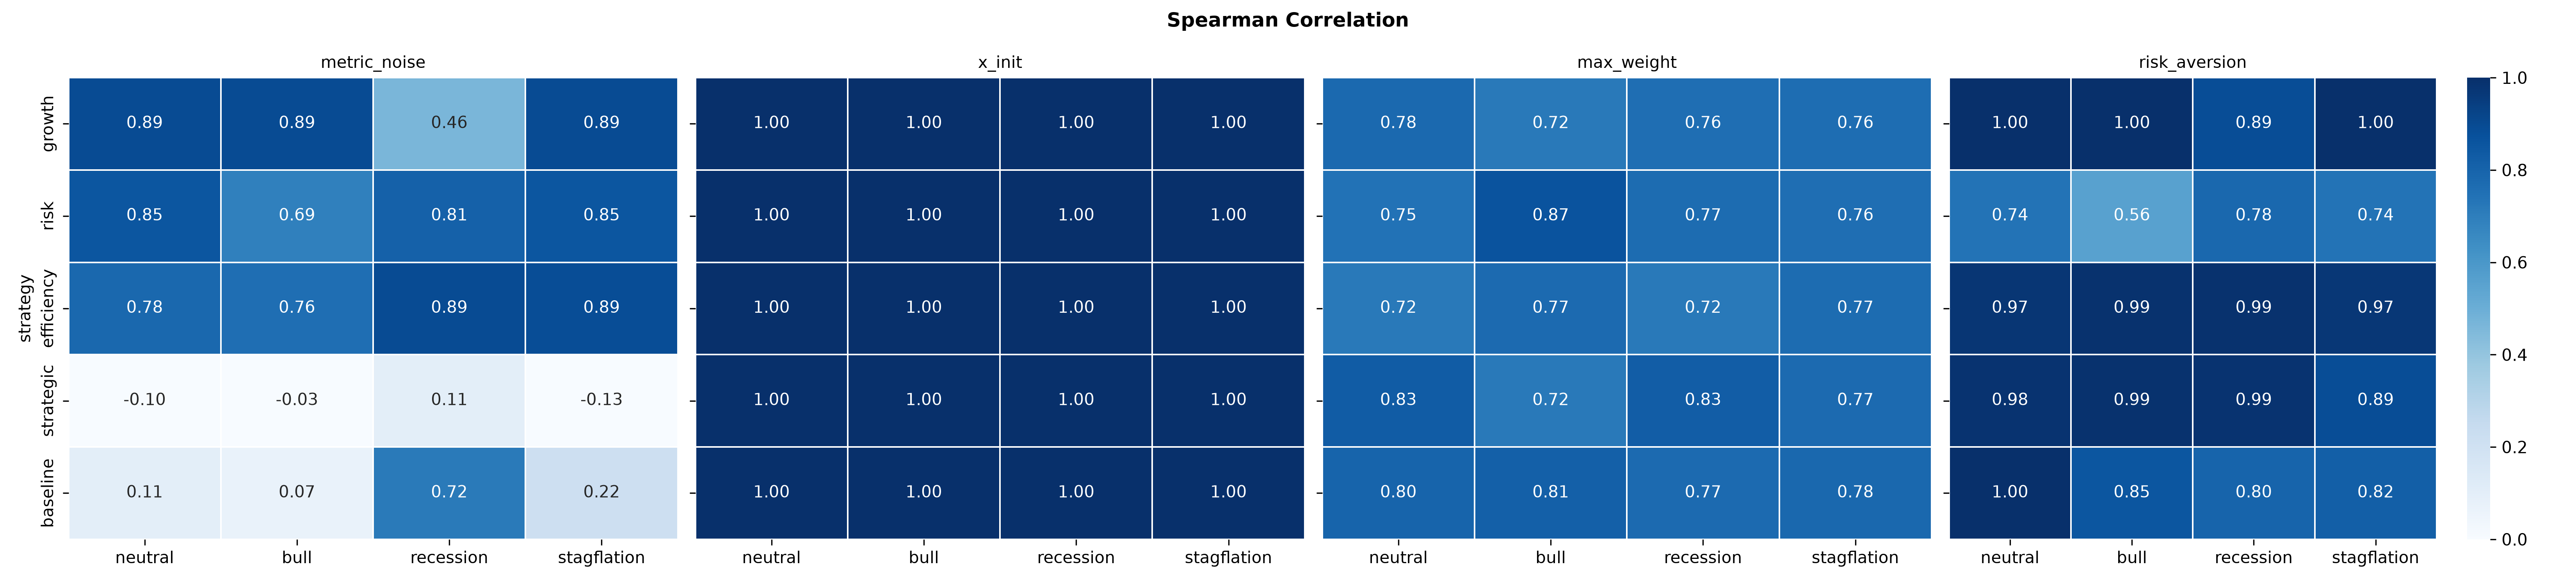 Spearman Correlation
metric_noise x_init max_weight risk_aversion
growth 0.89 0.89 0.46 0.89 1.00 1.00 1.00 1.00 0.78 0.72 0.76 0.76 1.00 1.00 0.89 1.00
risk 0.85 0.69 0.81 0.85 1.00 1.00 1.00 1.00 0.75 0.87 0.77 0.76 0.74 0.56 0.78 0.74
strategy
efficiency 0.78 0.76 0.89 0.89 1.00 1.00 1.00 1.00 0.72 0.77 0.72 0.77 0.97 0.99 0.99 0.97
strategic -0.10 -0.03 0.11 -0.13 1.00 1.00 1.00 1.00 0.83 0.72 0.83 0.77 0.98 0.99 0.99 0.89
baseline 0.11 0.07 0.72 0.22 1.00 1.00 1.00 1.00 0.80 0.81 0.77 0.78 1.00 0.85 0.80 0.82
neutral bull recession stagflation neutral bull recession stagflation neutral bull recession stagflation neutral bull recession stagflation
1.0
0.8
0.6
0.4
0.2
0.0